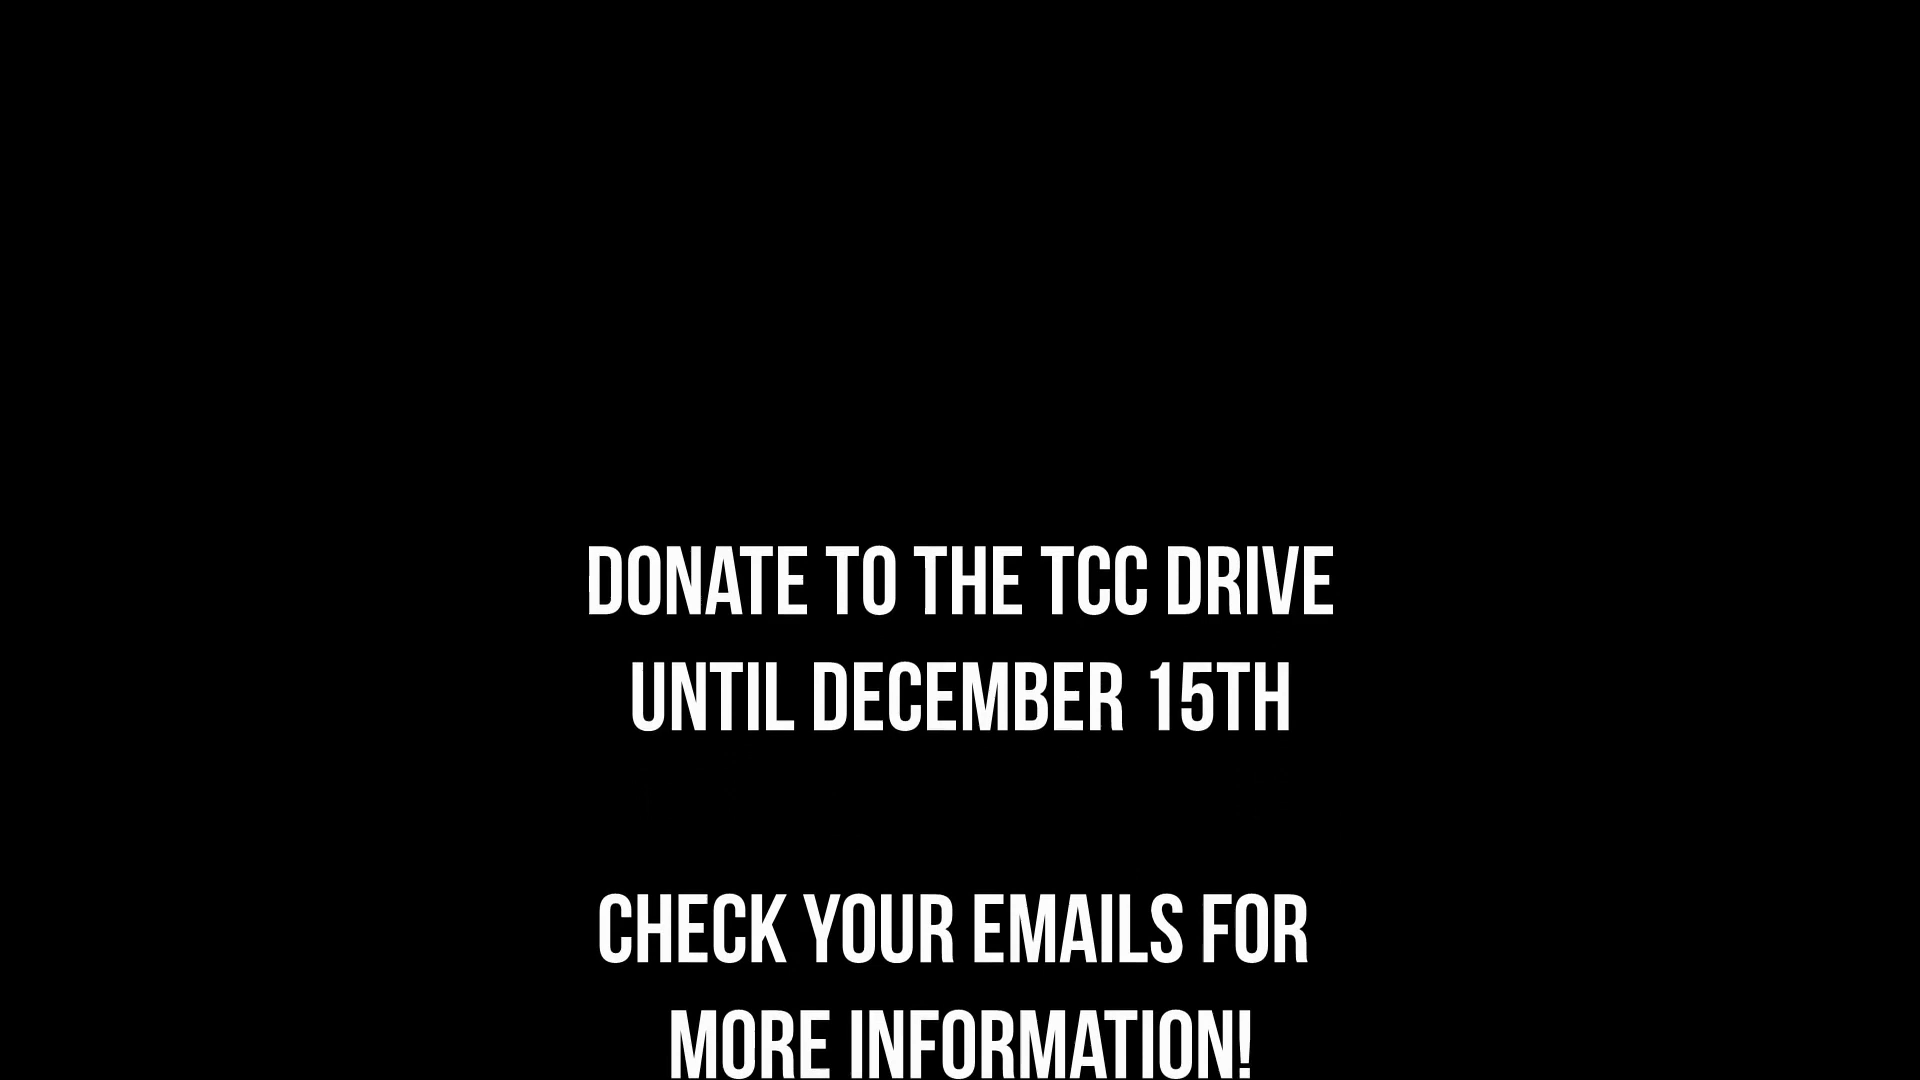 DONATE TO THE TCC DRIVE
UNTIL DECEMBER 15TH
CHECK YOUR EMAILS FOR
MORE INFORMATION!